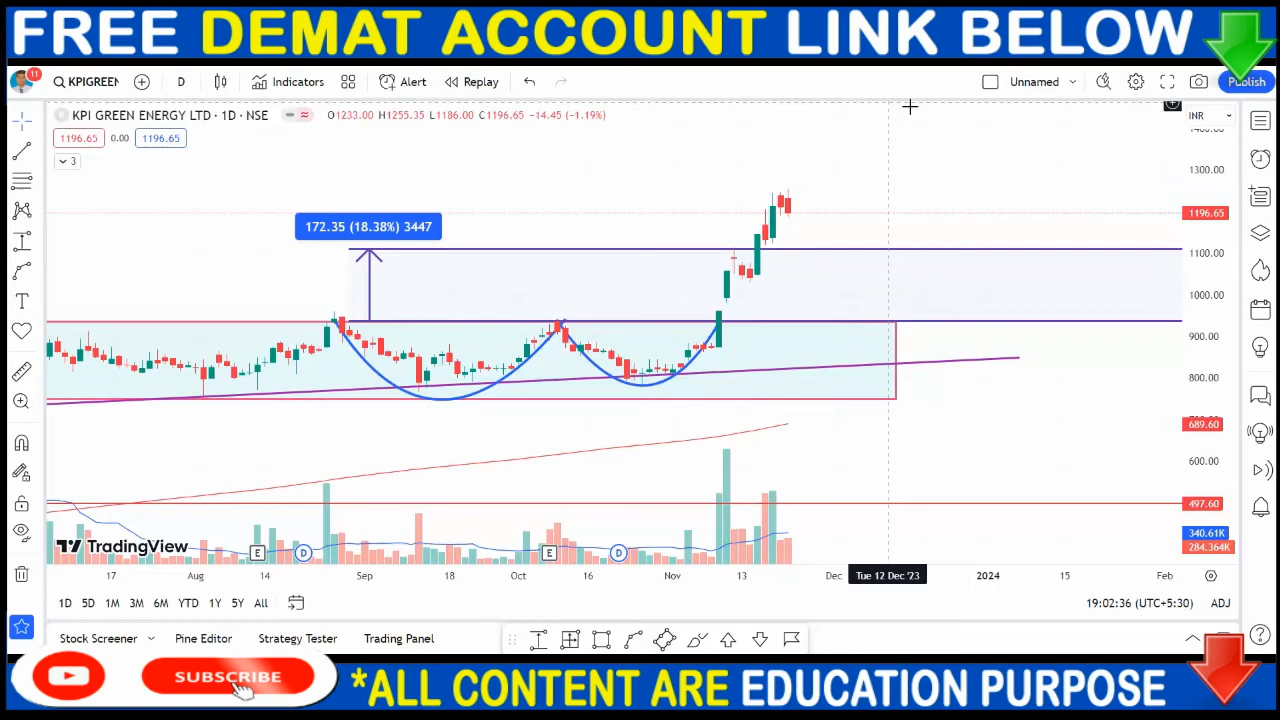 FREE DEMAT ACCOUNT LINK BELOW
11
KPIGREEN
D
Indicators
Alert
Replay
Unnamed
Publish
KPI GREEN ENERGY LTD · 1D · NSE
O1233.00 H1255.35 L1186.00 C1196.65 -14.45 (-1.19%)
INR
1196.65 0.00 1196.65
3
1300.00
1196.65
172.35 (18.38%) 3447
1100.00
1000.00
900.00
800.00
689.60
600.00
497.60
340.61K
284.364K
E D E D
TradingView
17 Aug 14 Sep 18 Oct 16 Nov 13 Dec Tue 12 Dec '23 2024 15 Feb
1D 5D 1M 3M 6M YTD 1Y 5Y All
19:02:36 (UTC+5:30) ADJ
Stock Screener Pine Editor Strategy Tester Trading Panel
SUBSCRIBE
*ALL CONTENT ARE EDUCATION PURPOSE